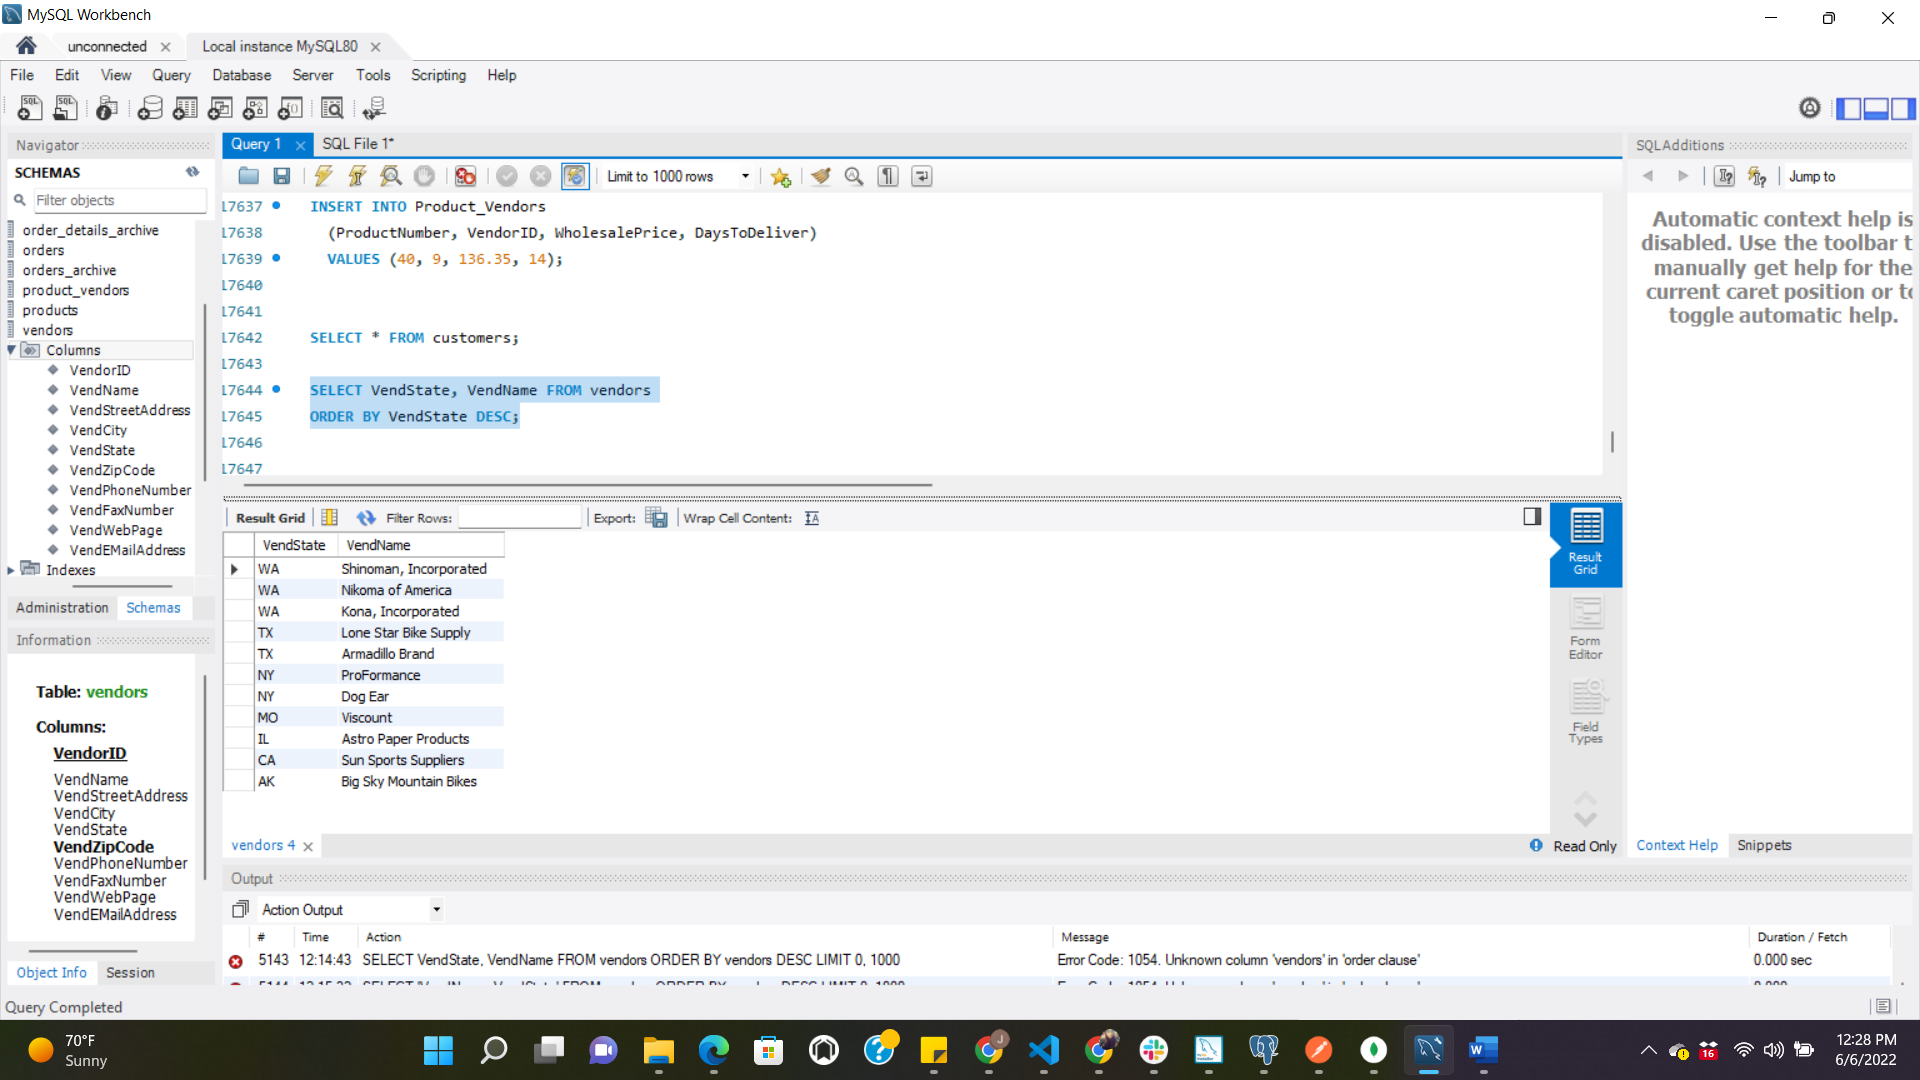 MySQL Workbench
unconnected
Local instance MySQL80
File Edit View Query Database Server Tools Scripting Help
Navigator
SCHEMAS
Filter objects
order_details_archive
orders
orders_archive
product_vendors
products
vendors
Columns
VendorID
VendName
VendStreetAddress
VendCity
VendState
VendZipCode
VendPhoneNumber
VendFaxNumber
VendWebPage
VendEMailAddress
Indexes
Administration Schemas
Information
Table: vendors
Columns:
VendorID
VendName
VendStreetAddress
VendCity
VendState
VendZipCode
VendPhoneNumber
VendFaxNumber
VendWebPage
VendEMailAddress
Object Info Session
Query Completed
Query 1 SQL File 1*
Limit to 1000 rows
17637 INSERT INTO Product_Vendors
17638 (ProductNumber, VendorID, WholesalePrice, DaysToDeliver)
17639 VALUES (40, 9, 136.35, 14);
17640
17641
17642 SELECT * FROM customers;
17643
17644 SELECT VendState, VendName FROM vendors
17645 ORDER BY VendState DESC;
17646
17647
Result Grid Filter Rows: Export: Wrap Cell Content:
VendState VendName
WA Shinoman, Incorporated
WA Nikoma of America
WA Kona, Incorporated
TX Lone Star Bike Supply
TX Armadillo Brand
NY ProFormance
NY Dog Ear
MO Viscount
IL Astro Paper Products
CA Sun Sports Suppliers
AK Big Sky Mountain Bikes
Result
Grid
Form
Editor
Field
Types
vendors 4
Read Only
SQLAdditions
Jump to
Automatic context help is
disabled. Use the toolbar t
manually get help for the
current caret position or to
toggle automatic help.
Context Help Snippets
Output
Action Output
# Time Action Message Duration / Fetch
5143 12:14:43 SELECT VendState, VendName FROM vendors ORDER BY vendors DESC LIMIT 0, 1000 Error Code: 1054. Unknown column 'vendors' in 'order clause' 0.000 sec
70°F
Sunny
16
12:28 PM
6/6/2022